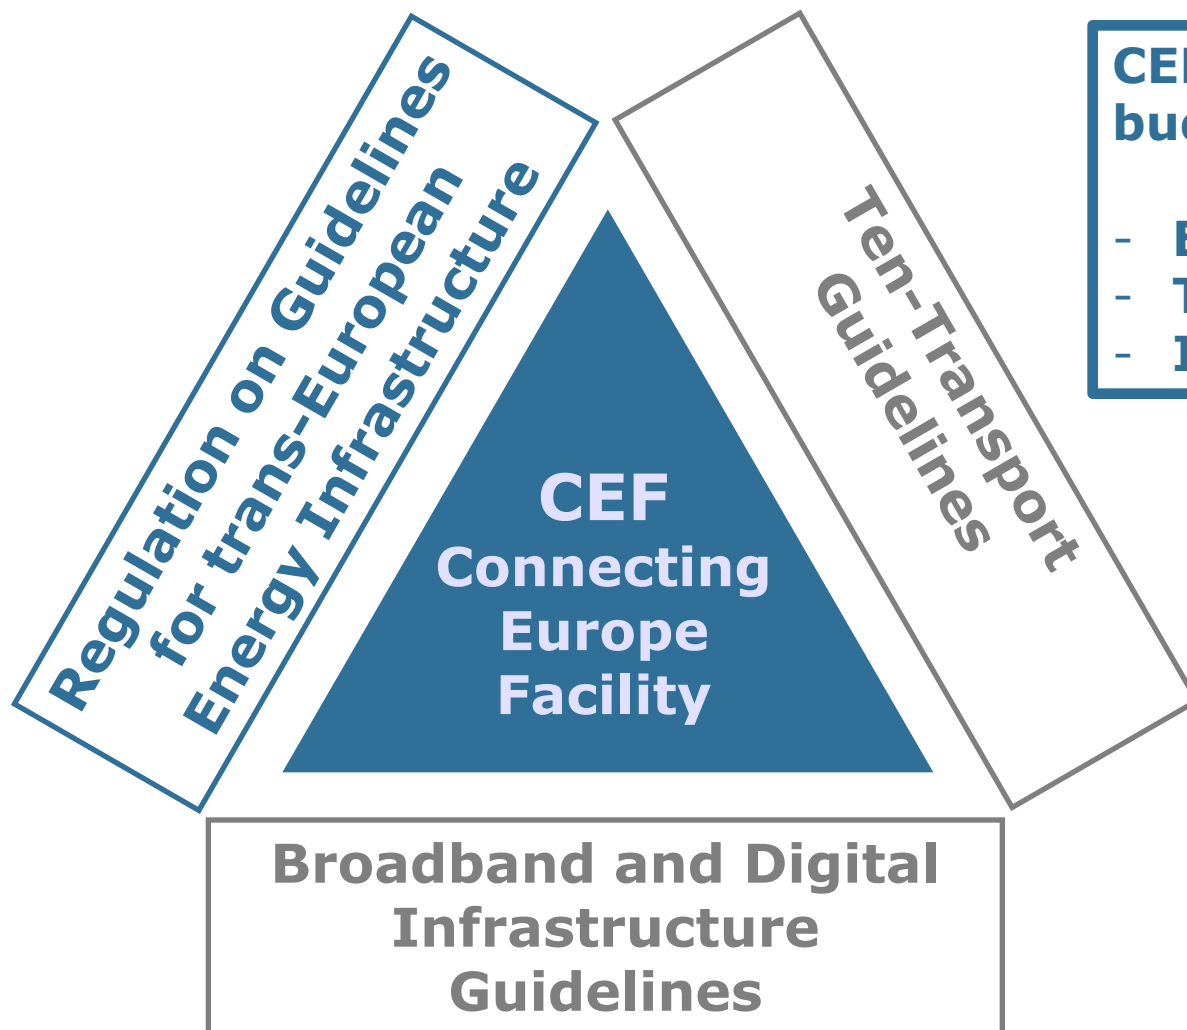 Regulation on Guidelines
for trans-European
Energy Infrastructure
Ten-Transport
Guidelines
CEF
Connecting
Europe
Facility
Broadband and Digital
Infrastructure
Guidelines
-
-
-